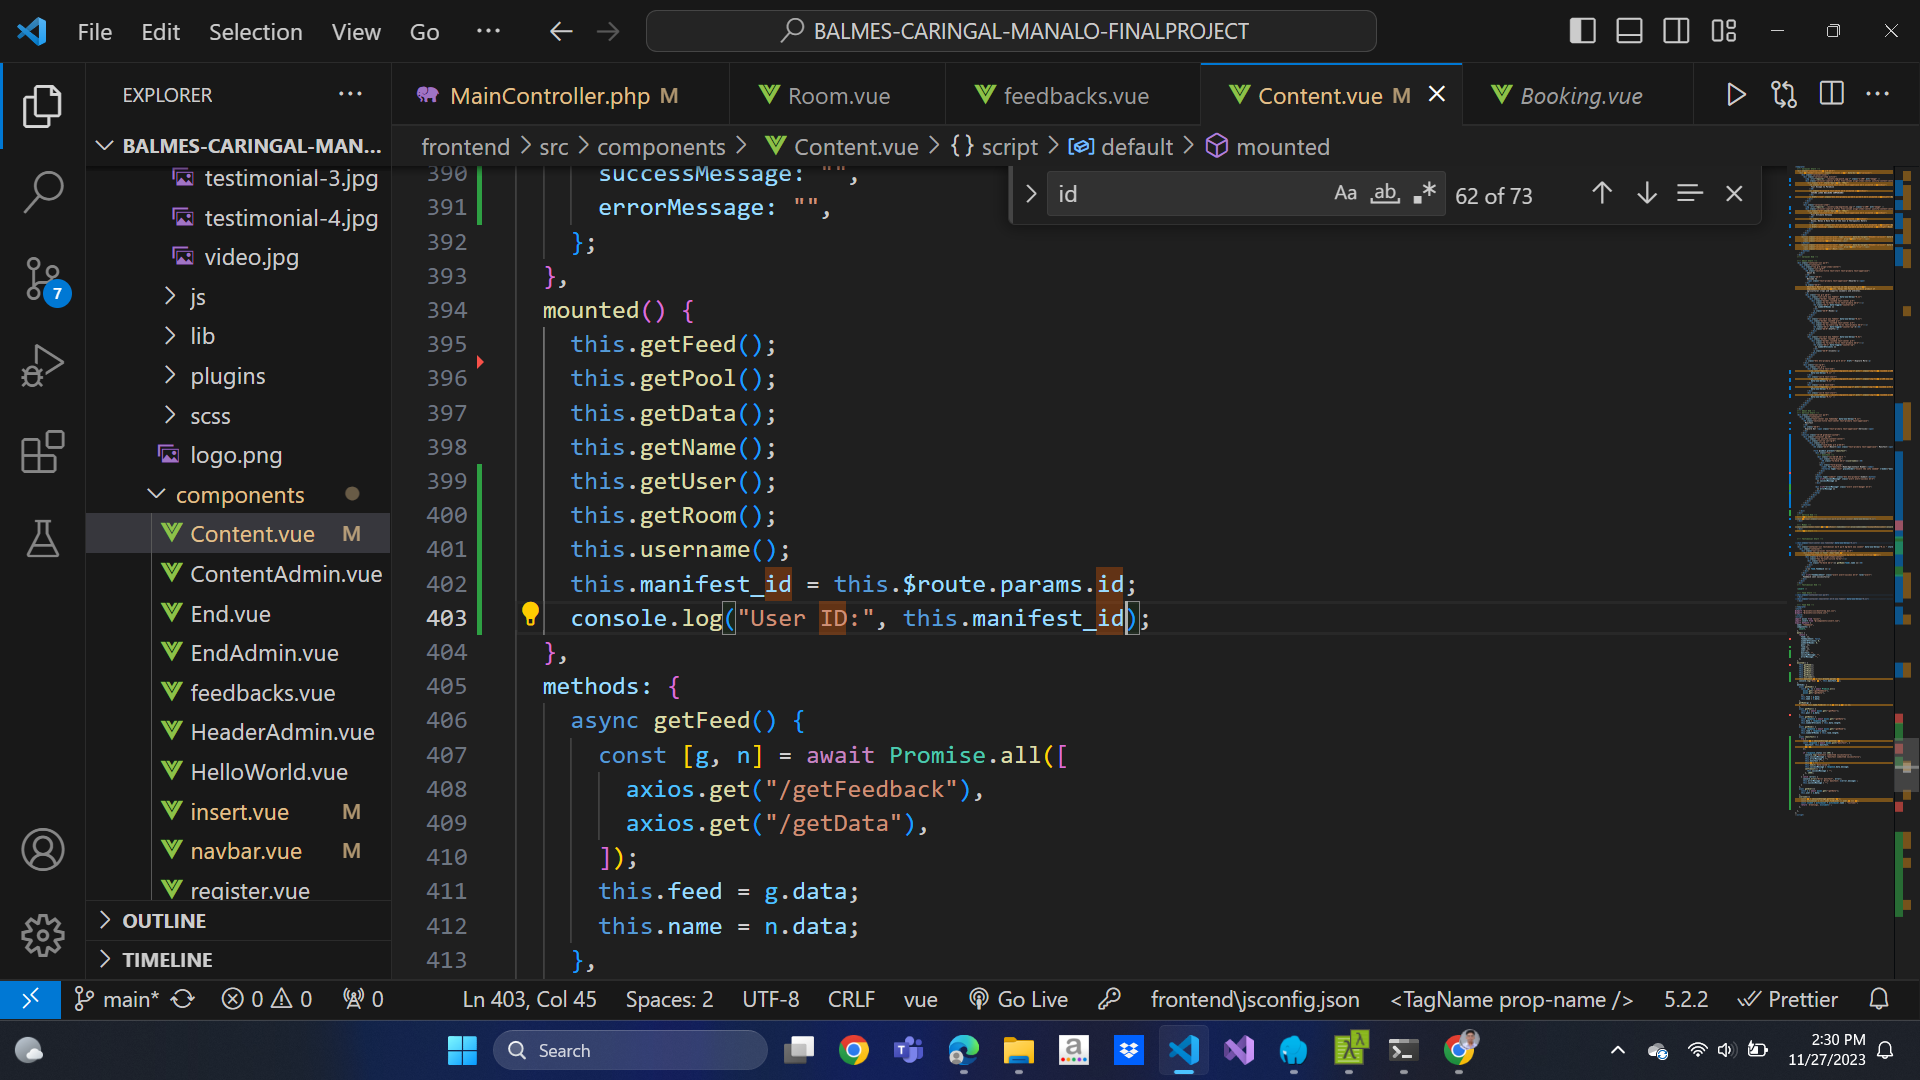 File Edit Selection View Go ··· BALMES-CARINGAL-MANALO-FINALPROJECT
EXPLORER ···
MainController.php M Room.vue feedbacks.vue Content.vue M Booking.vue ···
BALMES-CARINGAL-MAN...
frontend > src > components > Content.vue > {} script > default > mounted
testimonial-3.jpg
testimonial-4.jpg
video.jpg
js
lib
plugins
scss
logo.png
components
Content.vue M
ContentAdmin.vue
End.vue
EndAdmin.vue
feedbacks.vue
HeaderAdmin.vue
HelloWorld.vue
insert.vue M
navbar.vue M
register.vue
OUTLINE
TIMELINE
7
id Aa ab 62 of 73
390 successMessage: "",
391 errorMessage: "",
392 };
393 },
394 mounted() {
395 this.getFeed();
396 this.getPool();
397 this.getData();
398 this.getName();
399 this.getUser();
400 this.getRoom();
401 this.username();
402 this.manifest_id = this.$route.params.id;
403 console.log("User ID:", this.manifest_id);
404 },
405 methods: {
406 async getFeed() {
407 const [g, n] = await Promise.all([
408 axios.get("/getFeedback"),
409 axios.get("/getData"),
410 ]);
411 this.feed = g.data;
412 this.name = n.data;
413 },
main* 0 0 0 Ln 403, Col 45 Spaces: 2 UTF-8 CRLF vue Go Live frontend\jsconfig.json <TagName prop-name /> 5.2.2 Prettier
Search
2:30 PM
11/27/2023